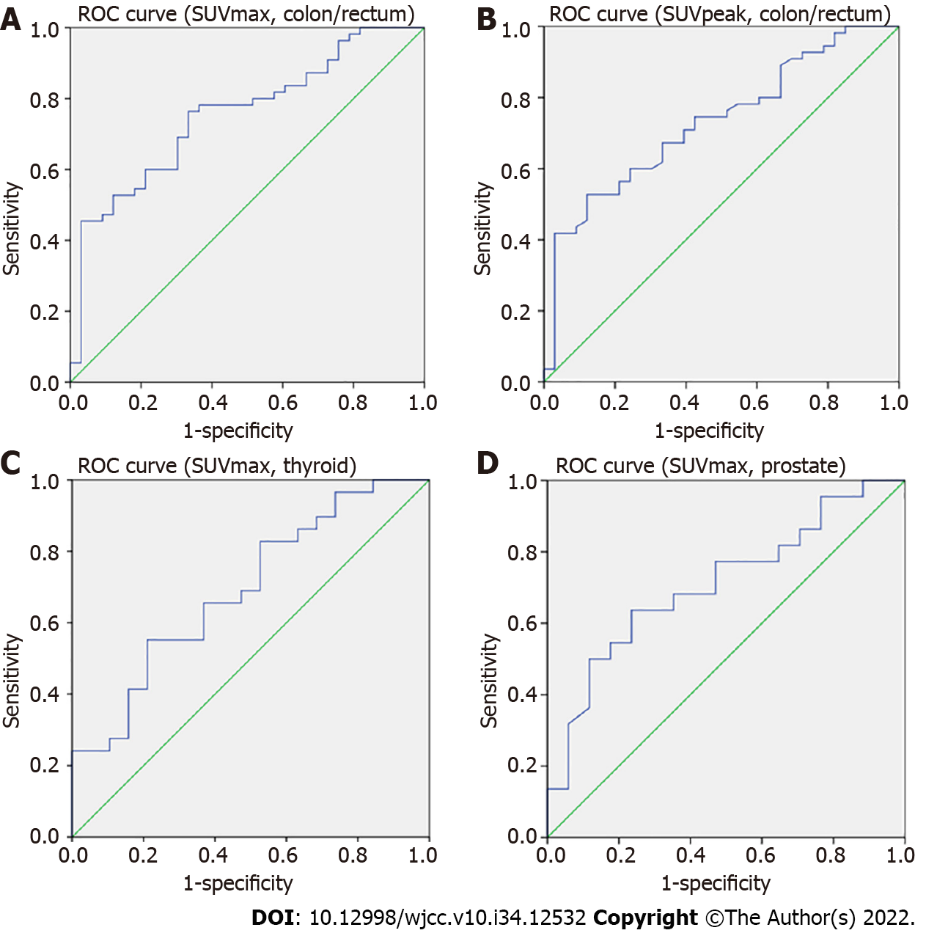 A ROC curve (SUVmax, colon/rectum)
1.0
0.8
0.6
0.4
0.2
0.0
Sensitivity
0.0 0.2 0.4 0.6 0.8 1.0
1-specificity
B ROC curve (SUVpeak, colon/rectum)
1.0
0.8
0.6
0.4
0.2
0.0
Sensitivity
0.0 0.2 0.4 0.6 0.8 1.0
1-specificity
C ROC curve (SUVmax, thyroid)
1.0
0.8
0.6
0.4
0.2
0.0
Sensitivity
0.0 0.2 0.4 0.6 0.8 1.0
1-specificity
D ROC curve (SUVmax, prostate)
1.0
0.8
0.6
0.4
0.2
0.0
Sensitivity
0.0 0.2 0.4 0.6 0.8 1.0
1-specificity
DOI: 10.12998/wjcc.v10.i34.12532 Copyright ©The Author(s) 2022.